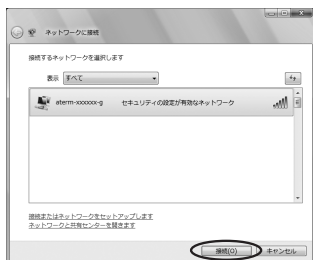 ネットワークに接続
接続するネットワークを選択します
表示 すべて
aterm-xxxxxx-g セキュリティの設定が有効なネットワーク
接続またはネットワークをセットアップします
ネットワークと共有センターを開きます
接続(O) キャンセル